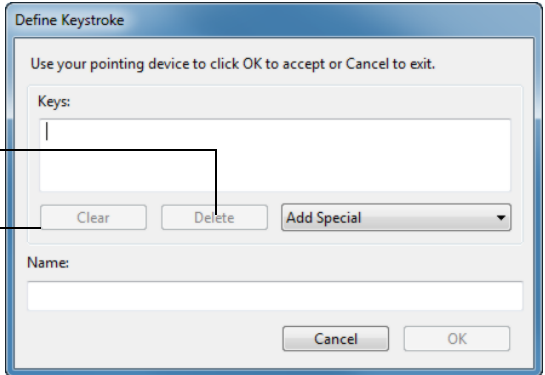 Define Keystroke
Use your pointing device to click OK to accept or Cancel to exit.
Keys:
Clear Delete Add Special
Name:
Cancel OK